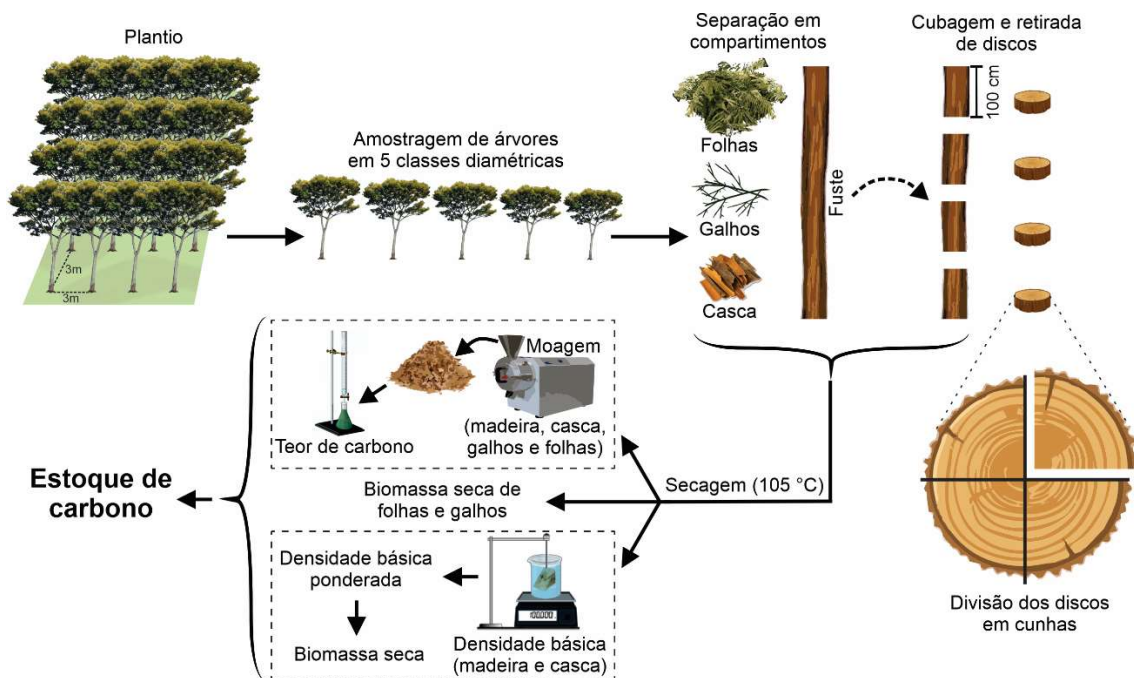 Plantio
3m
3m
Amostragem de árvores
em 5 classes diamétricas
Separação em
compartimentos
Folhas
Galhos
Casca
Fuste
Cubagem e retirada
de discos
100 cm
Divisão dos discos
em cunhas
Secagem (105 °C)
Moagem
(madeira, casca,
galhos e folhas)
Teor de carbono
Biomassa seca de
folhas e galhos
Densidade básica
ponderada
100,000
Densidade básica
(madeira e casca)
Biomassa seca
Estoque de
carbono